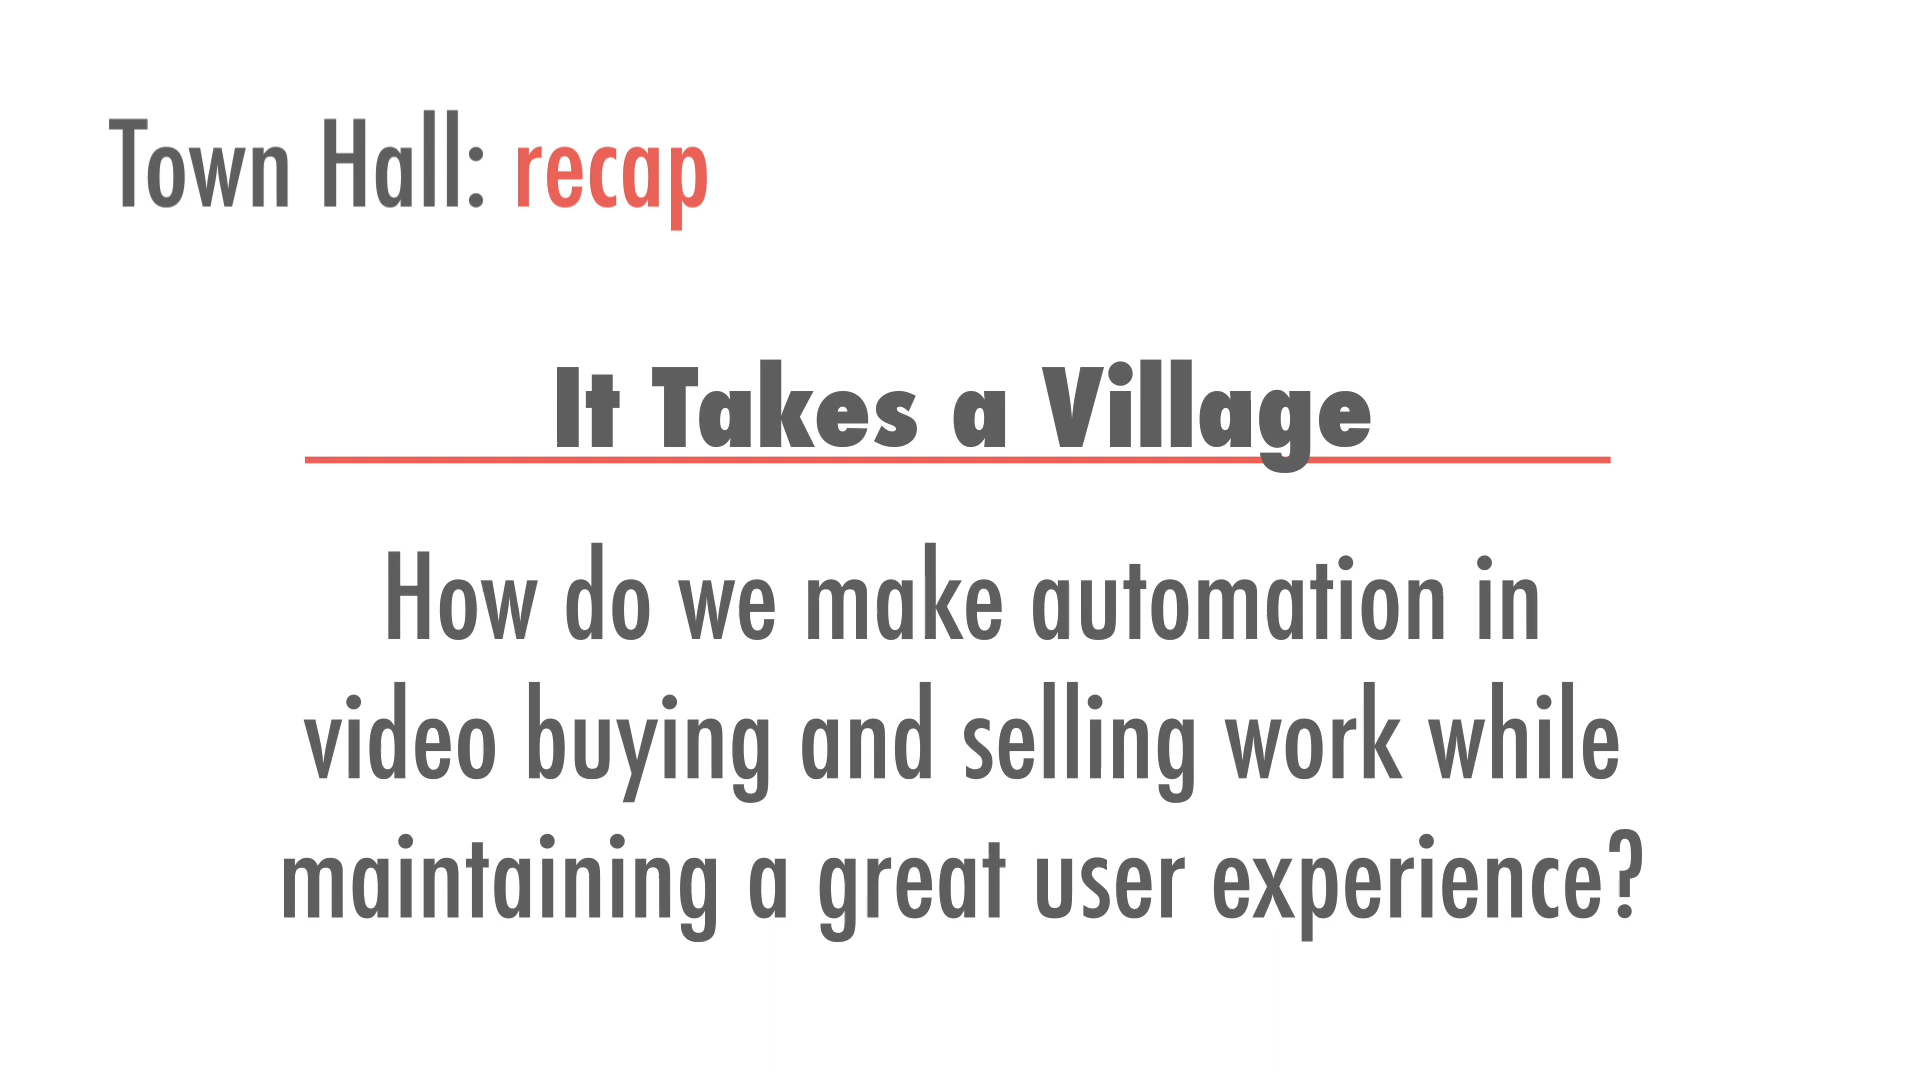 Town Hall: recap
It Takes a Village
How do we make automation in
video buying and selling work while
maintaining a great user experience?